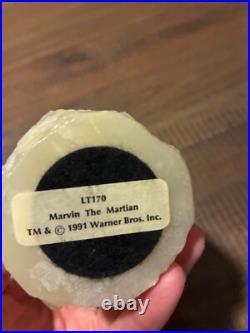 LT170
Marvin The Martian
TM & © 1991 Warner Bros. Inc.